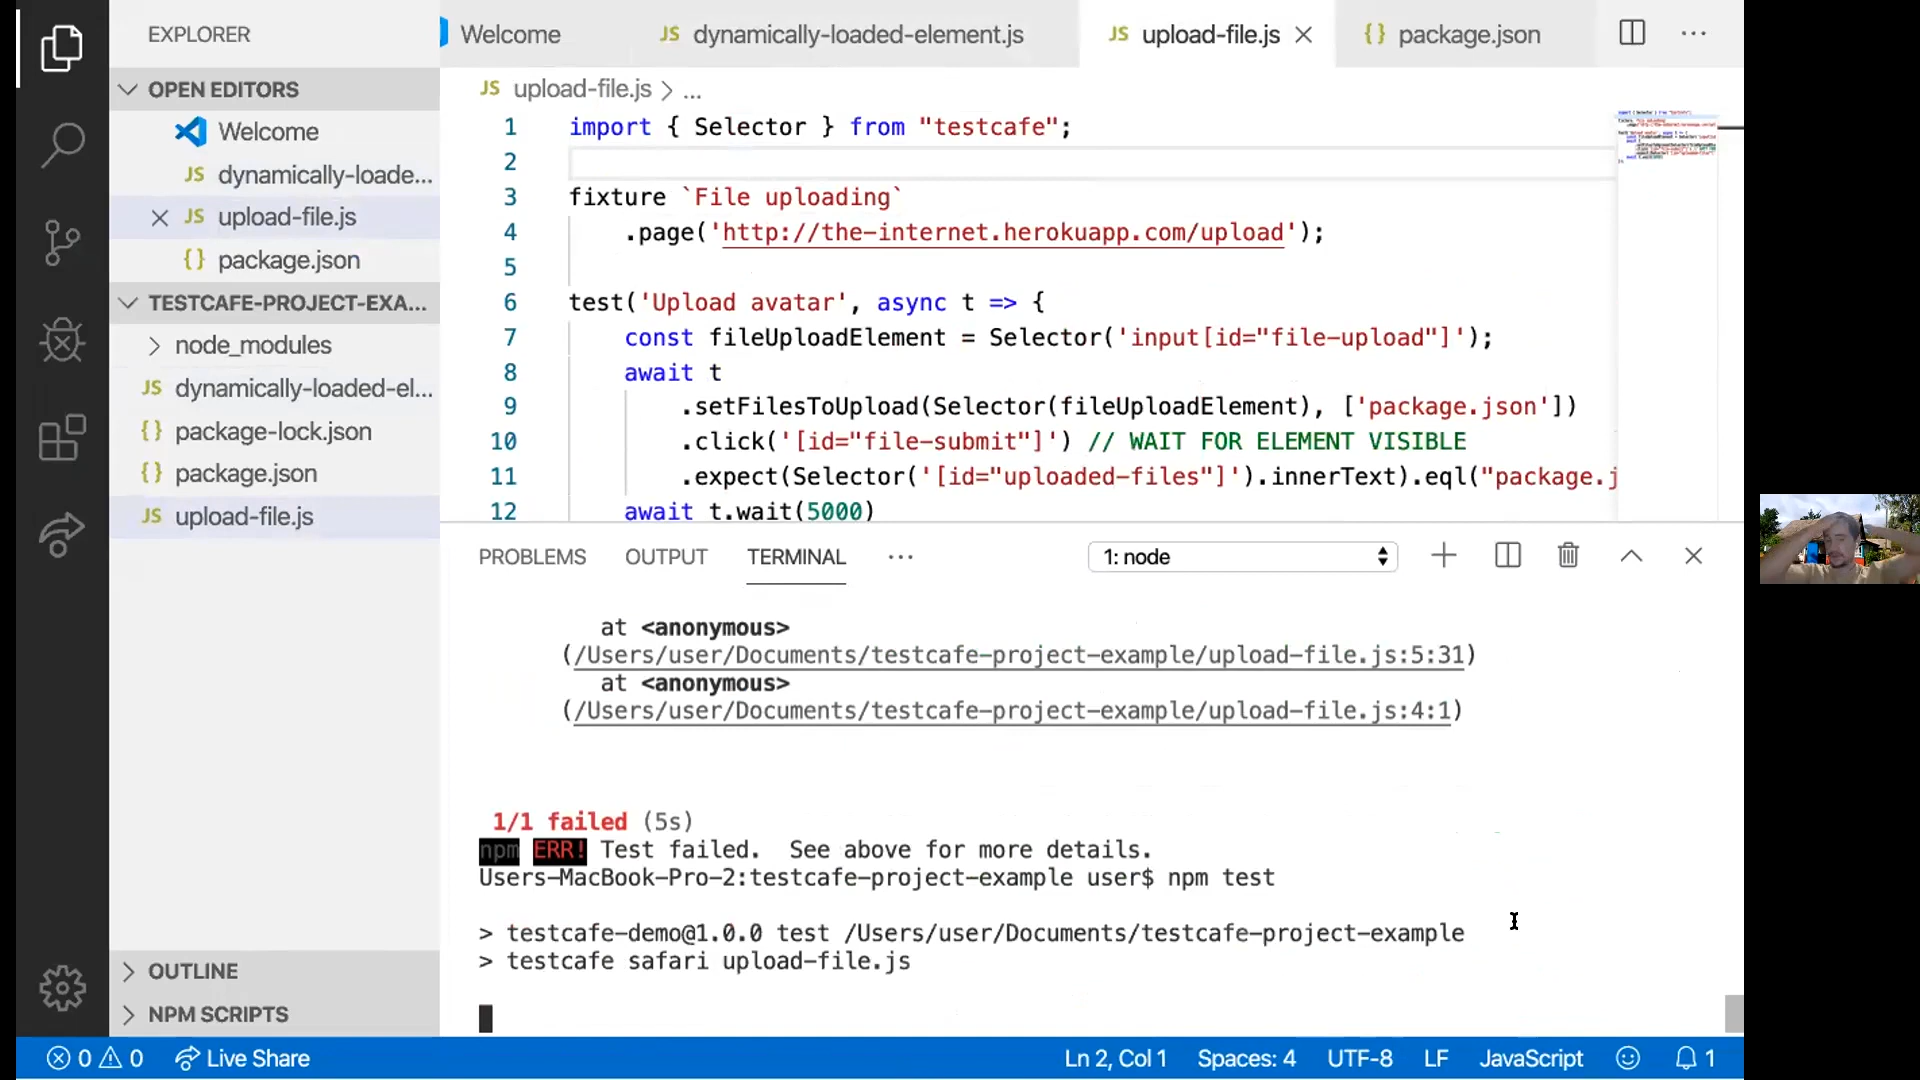 EXPLORER
OPEN EDITORS
Welcome
JS dynamically-loade...
JS upload-file.js
{} package.json
TESTCAFE-PROJECT-EXA...
node_modules
JS dynamically-loaded-el...
{} package-lock.json
{} package.json
JS upload-file.js
OUTLINE
NPM SCRIPTS
Welcome
JS dynamically-loaded-element.js
JS upload-file.js
{} package.json
JS upload-file.js > ...
1 import { Selector } from "testcafe";
2
3 fixture `File uploading`
4 .page('http://the-internet.herokuapp.com/upload');
5
6 test('Upload avatar', async t => {
7 const fileUploadElement = Selector('input[id="file-upload"]');
8 await t
9 .setFilesToUpload(Selector(fileUploadElement), ['package.json'])
10 .click('[id="file-submit"]') // WAIT FOR ELEMENT VISIBLE
11 .expect(Selector('[id="uploaded-files"]').innerText).eql("package.j
12 await t.wait(5000)
PROBLEMS OUTPUT TERMINAL ... 1: node
at <anonymous>
(/Users/user/Documents/testcafe-project-example/upload-file.js:5:31)
at <anonymous>
(/Users/user/Documents/testcafe-project-example/upload-file.js:4:1)
1/1 failed (5s)
npm ERR! Test failed.  See above for more details.
Users-MacBook-Pro-2:testcafe-project-example user$ npm test
> testcafe-demo@1.0.0 test /Users/user/Documents/testcafe-project-example
> testcafe safari upload-file.js
0 0 Live Share Ln 2, Col 1 Spaces: 4 UTF-8 LF JavaScript 1